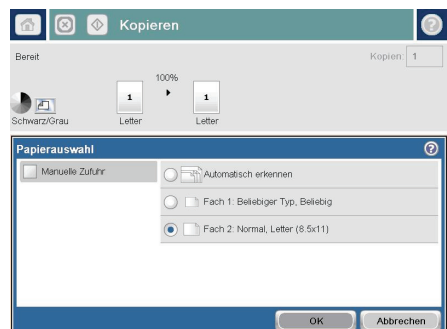 Kopieren
Bereit
Kopien: 1
100%
1
1
Schwarz/Grau
Letter
Letter
Papierauswahl
Manuelle Zufuhr
Automatisch erkennen
Fach 1: Beliebiger Typ, Beliebig
Fach 2: Normal, Letter (8.5x11)
OK
Abbrechen